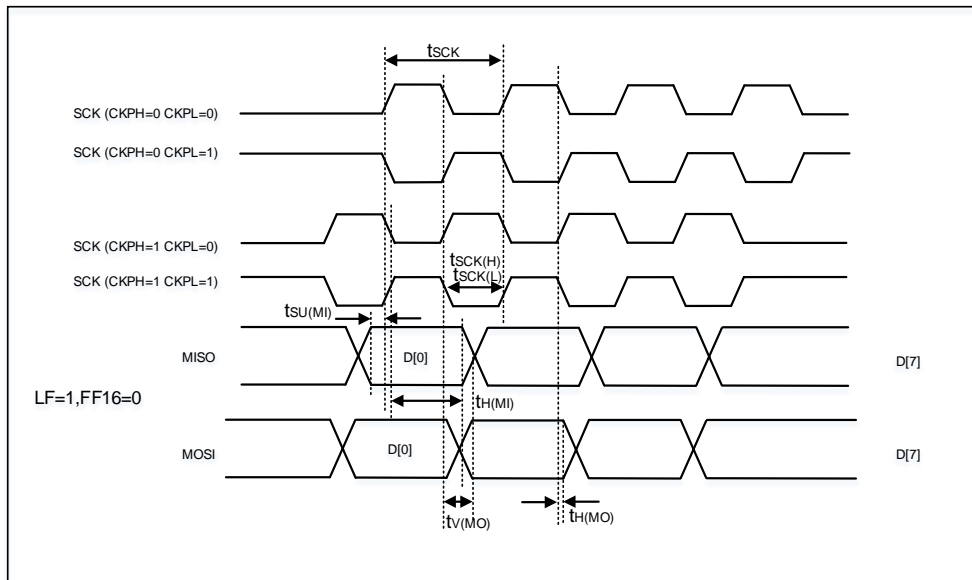 tSCK
SCK (CKPH=0 CKPL=0)
SCK (CKPH=0 CKPL=1)
SCK (CKPH=1 CKPL=0)
tSCK(H)
tSCK(L)
SCK (CKPH=1 CKPL=1)
tSU(MI)
MISO
D[0]
D[7]
LF=1,FF16=0
tH(MI)
MOSI
D[0]
D[7]
tV(MO)
tH(MO)